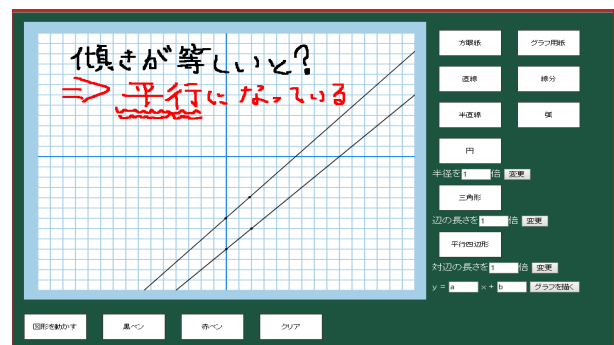 傾きが等しいと?
⇒ 平行になっている
方眼紙
グラフ用紙
直線
線分
半直線
弧
円
半径を 1 倍 変更
三角形
辺の長さを 1 倍 変更
平行四辺形
対辺の長さを 1 倍 変更
y = a x + b グラフを描く
図形を動かす
黒ペン
赤ペン
クリア